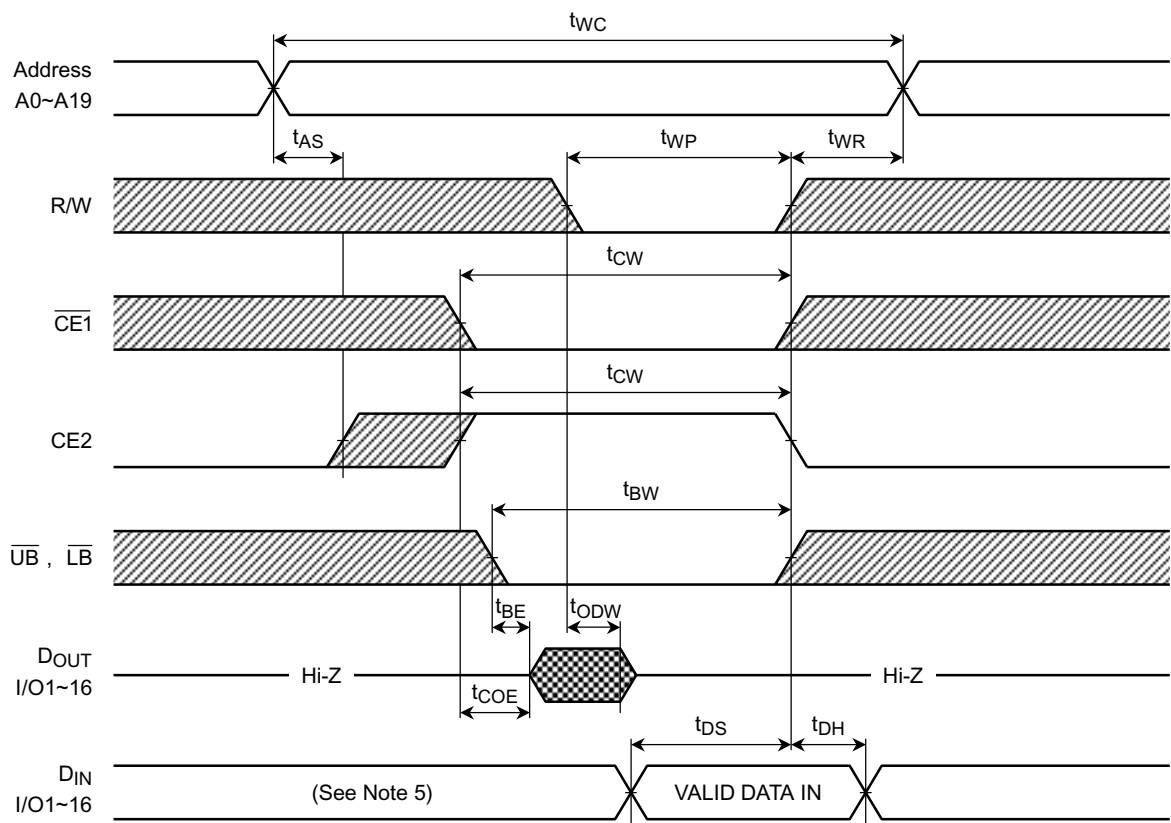 tWC
Address
A0~A19
tAS
tWP
tWR
R/W
tCW
CE1
tCW
CE2
tBW
UB , LB
tBE
tODW
DOUT
I/O1~16
Hi-Z
Hi-Z
tCOE
tDS
tDH
DIN
I/O1~16
(See Note 5)
VALID DATA IN